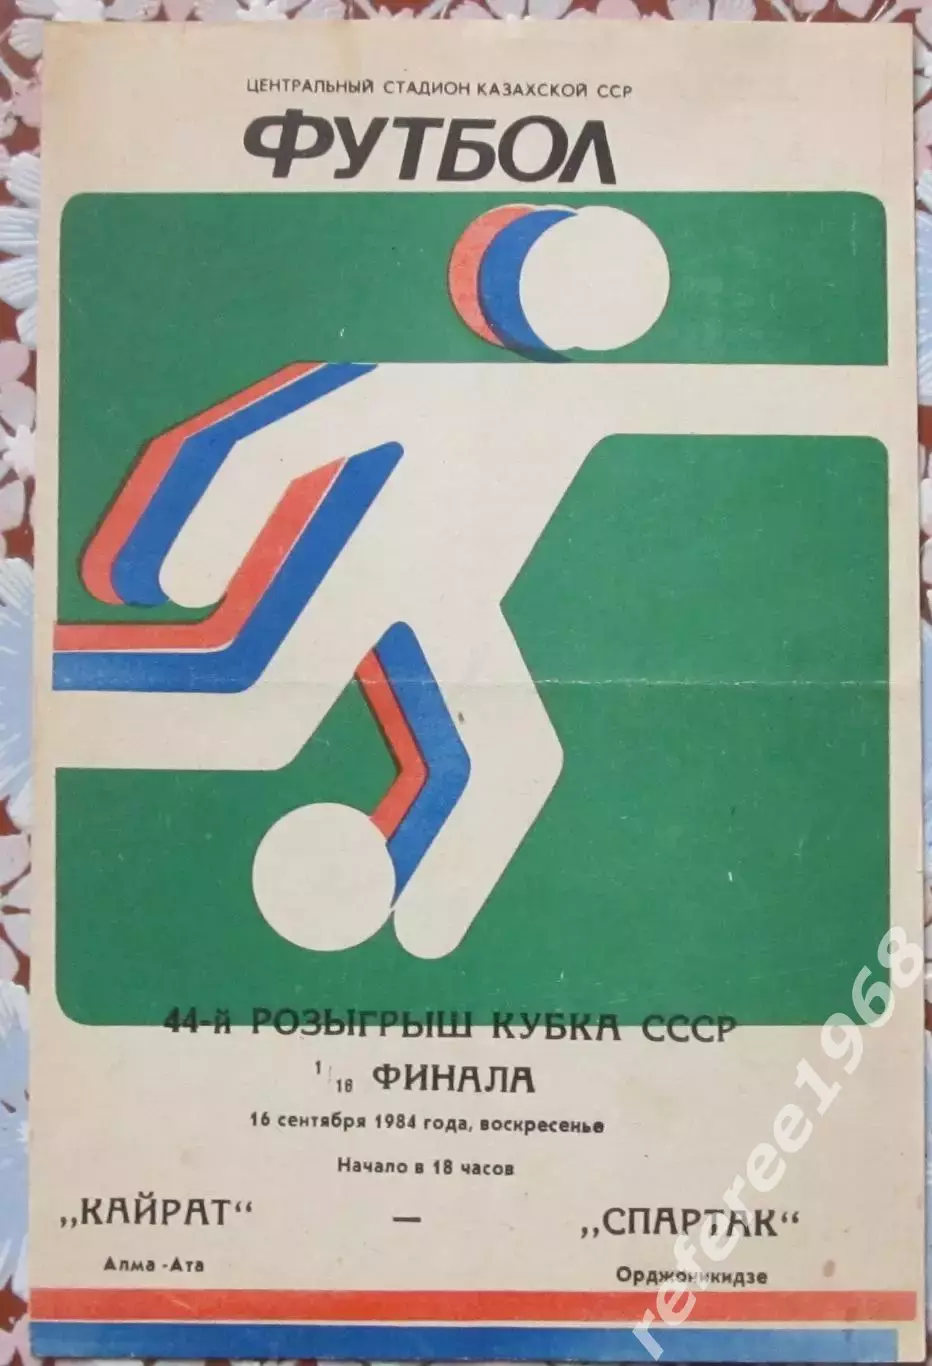 ЦЕНТРАЛЬНЫЙ СТАДИОН КАЗАХСКОЙ ССР
ФУТБОЛ
44-й РОЗЫГРЫШ КУБКА СССР
1/16 ФИНАЛА
16 сентября 1984 года, воскресенье
Начало в 18 часов
„КАЙРАТ“ — „СПАРТАК“
Алма -Ата Орджоникидзе
referee1968